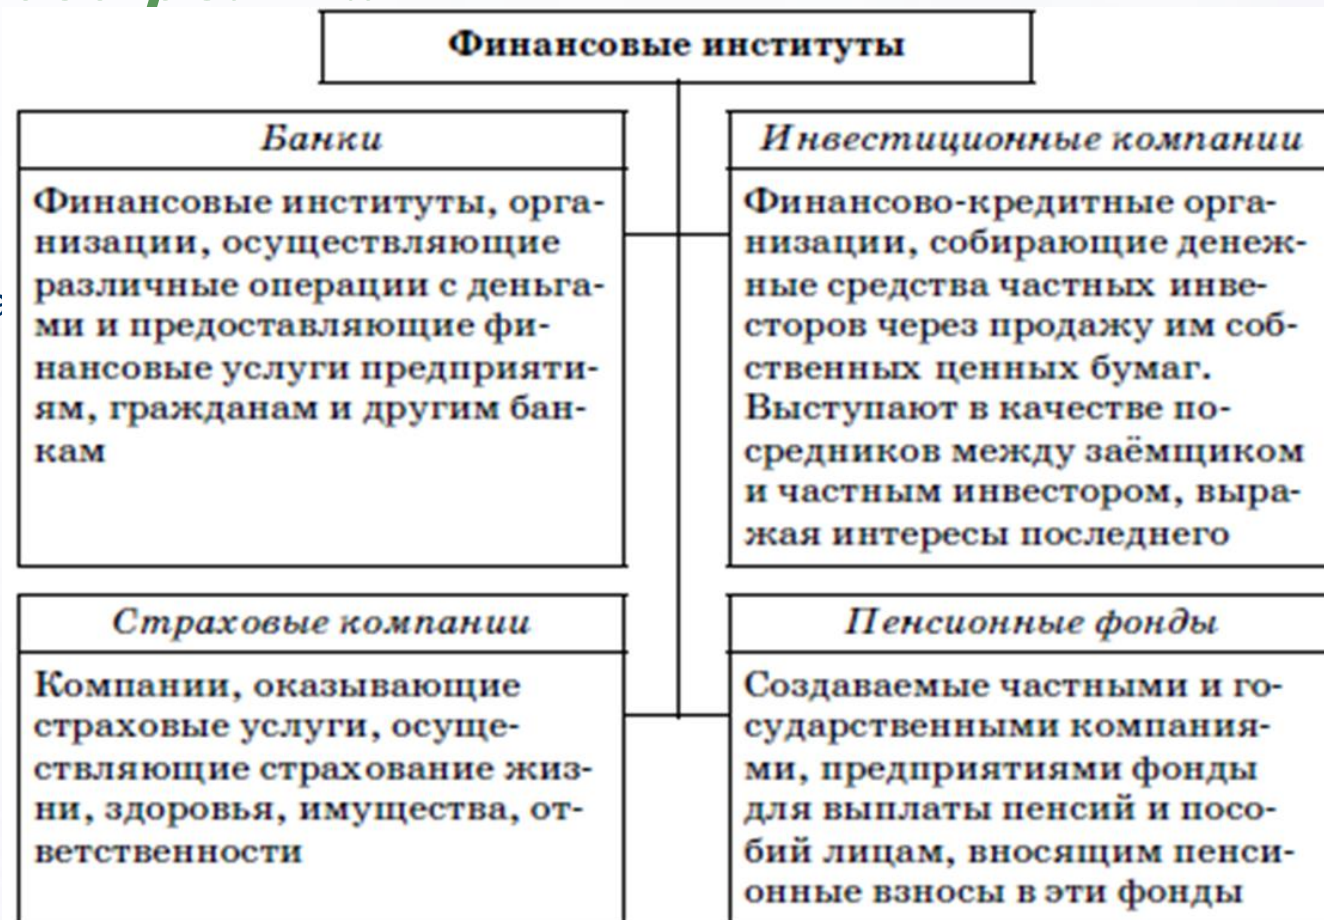 Финансовые институты
Банки
Финансовые институты, орга-
низации, осуществляющие
различные операции с деньга-
ми и предоставляющие фи-
нансовые услуги предприяти-
ям, гражданам и другим бан-
кам
Инвестиционные компании
Финансово-кредитные орга-
низации, собирающие денеж-
ные средства частных инве-
сторов через продажу им соб-
ственных ценных бумаг.
Выступают в качестве по-
средников между заёмщиком
и частным инвестором, выра-
жая интересы последнего
Страховые компании
Компании, оказывающие
страховые услуги, осуще-
ствляющие страхование жиз-
ни, здоровья, имущества, от-
ветственности
Пенсионные фонды
Создаваемые частными и го-
сударственными компания-
ми, предприятиями фонды
для выплаты пенсий и посо-
бий лицам, вносящим пенси-
онные взносы в эти фонды